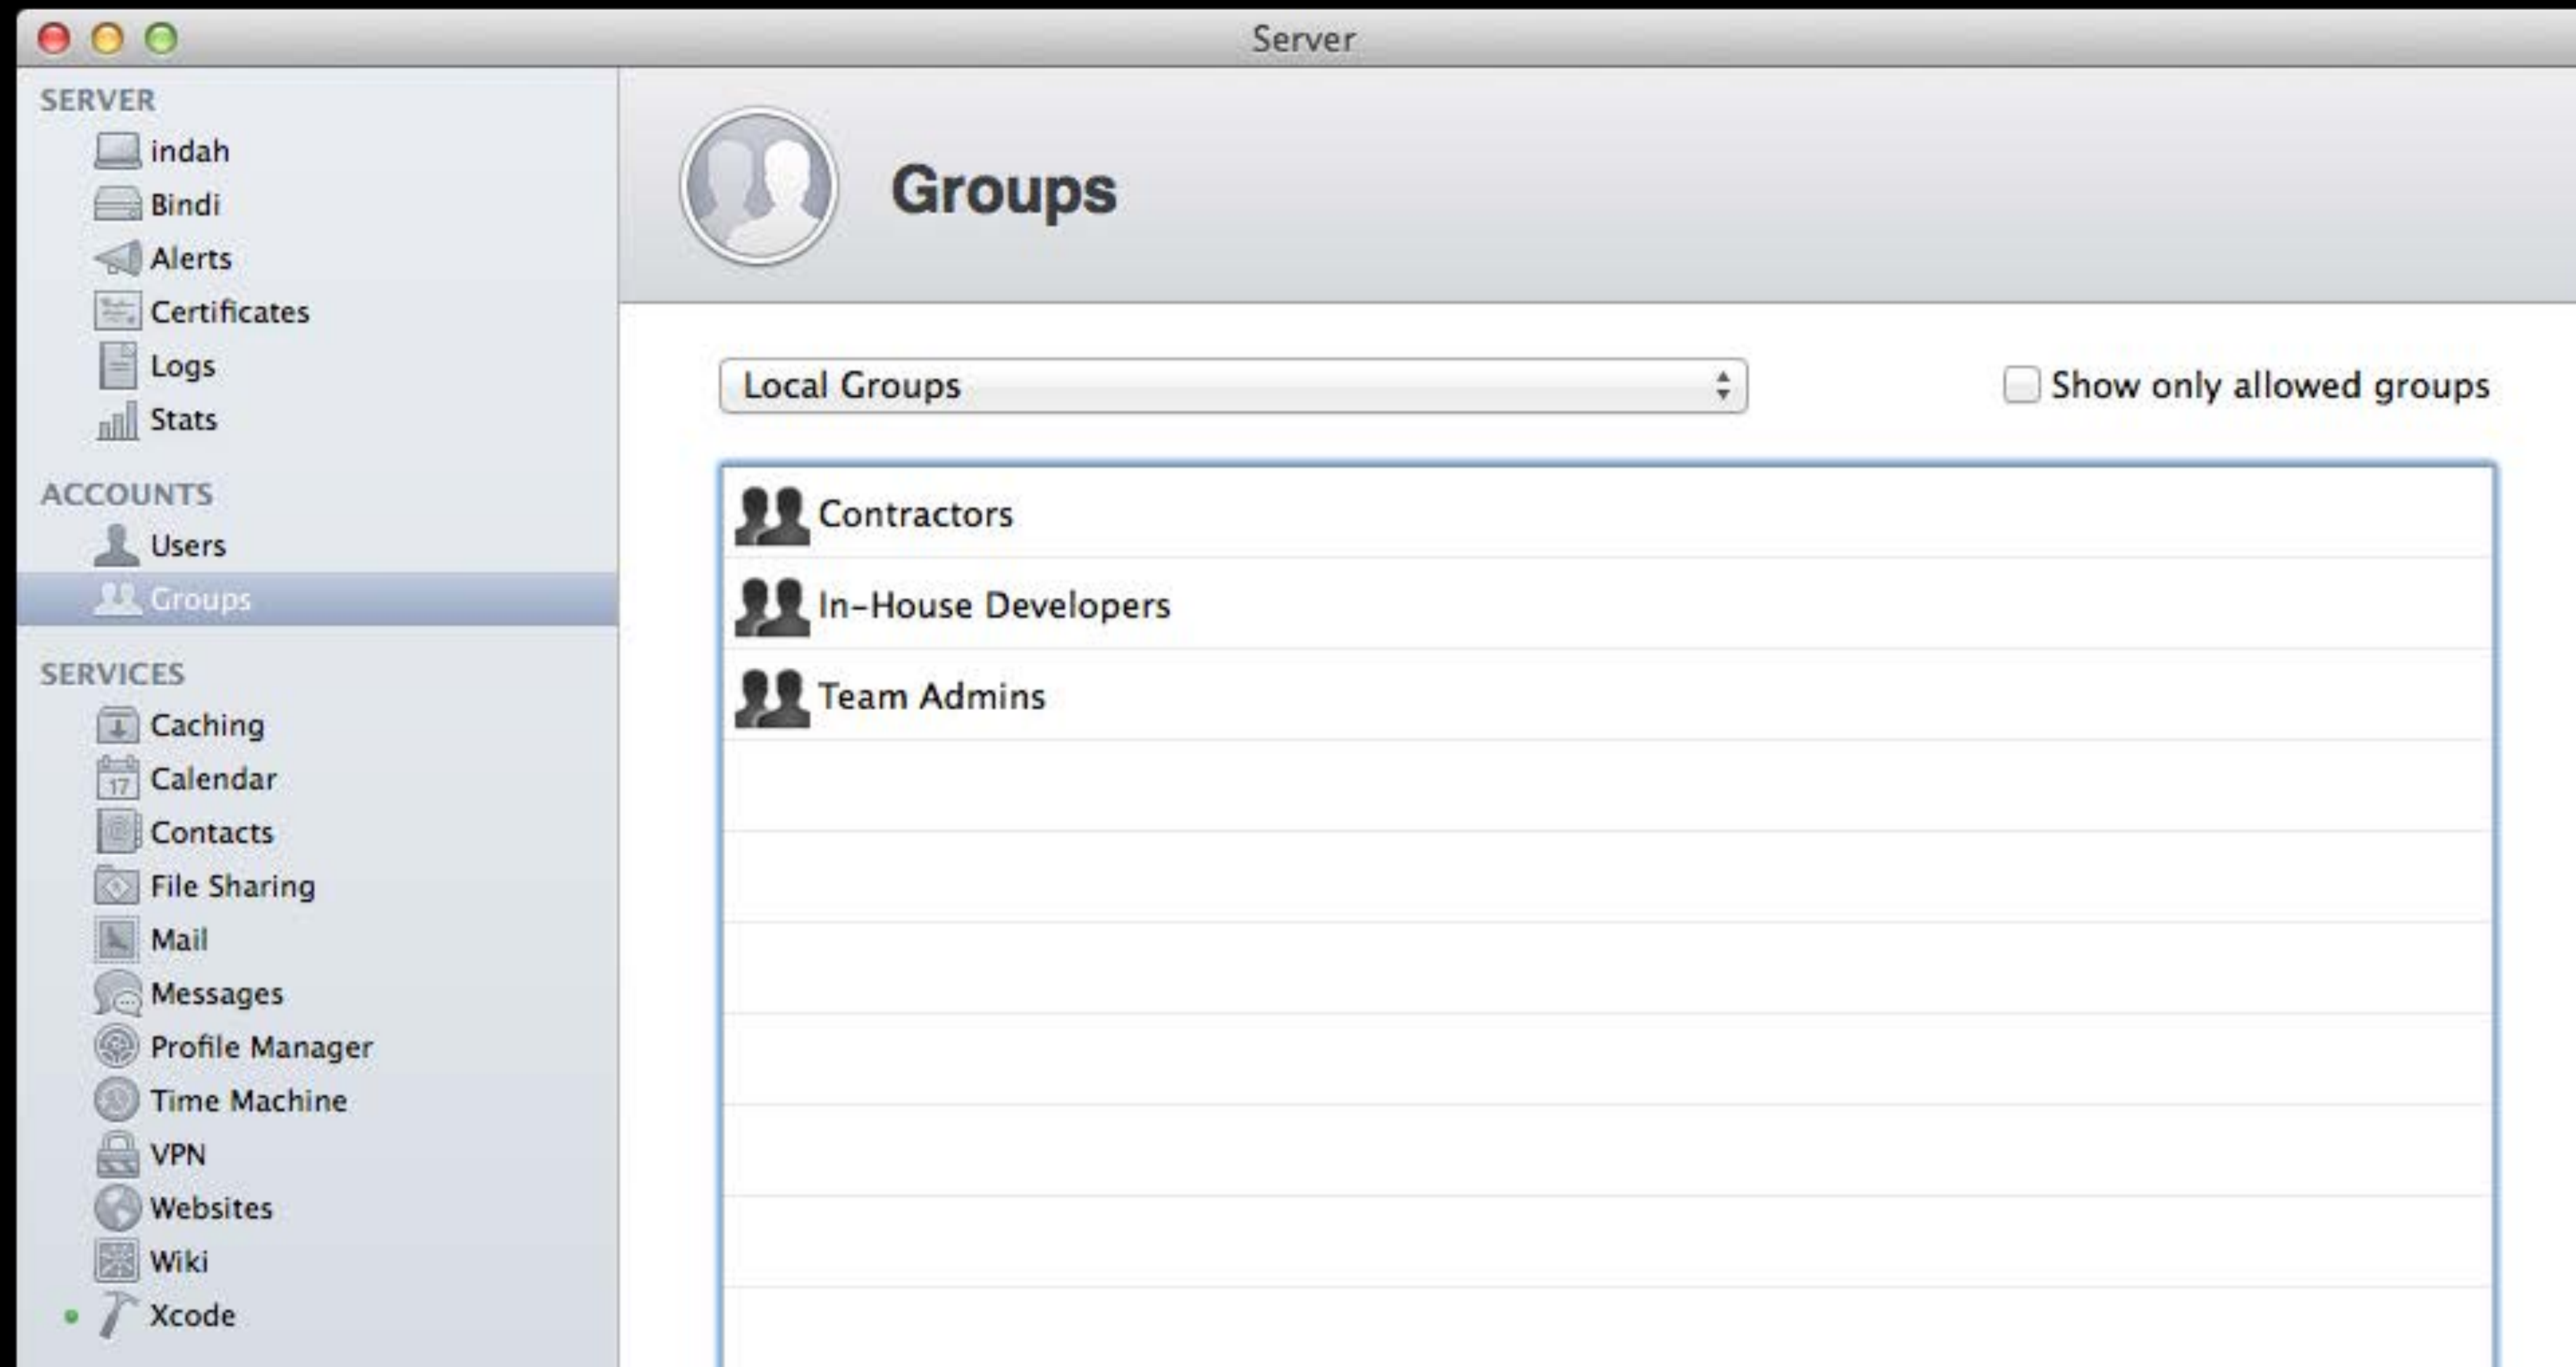 Server
SERVER
indah
Bindi
Alerts
Certificates
Logs
Stats
ACCOUNTS
Users
Groups
SERVICES
Caching
17
Calendar
Contacts
File Sharing
Mail
Messages
Profile Manager
Time Machine
VPN
Websites
Wiki
Xcode
Groups
Local Groups
Show only allowed groups
Contractors
In-House Developers
Team Admins